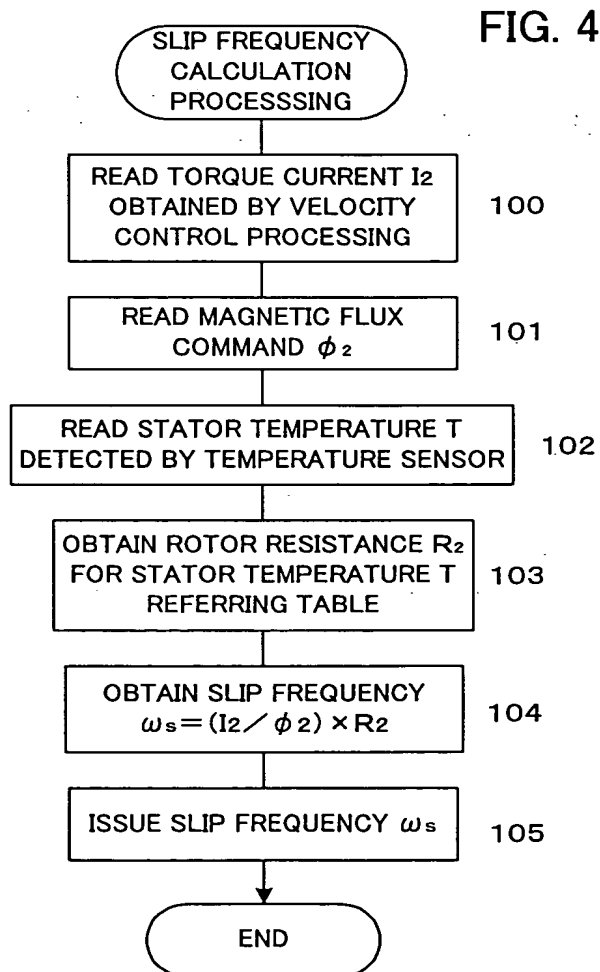 FIG. 4
SLIP FREQUENCY
CALCULATION
PROCESSSING
READ TORQUE CURRENT I2
OBTAINED BY VELOCITY
CONTROL PROCESSING
100
READ MAGNETIC FLUX
COMMAND ϕ2
101
READ STATOR TEMPERATURE T
DETECTED BY TEMPERATURE SENSOR
102
OBTAIN ROTOR RESISTANCE R2
FOR STATOR TEMPERATURE T
REFERRING TABLE
103
OBTAIN SLIP FREQUENCY
ωs=(I2/ϕ2)×R2
104
ISSUE SLIP FREQUENCY ωs
105
END